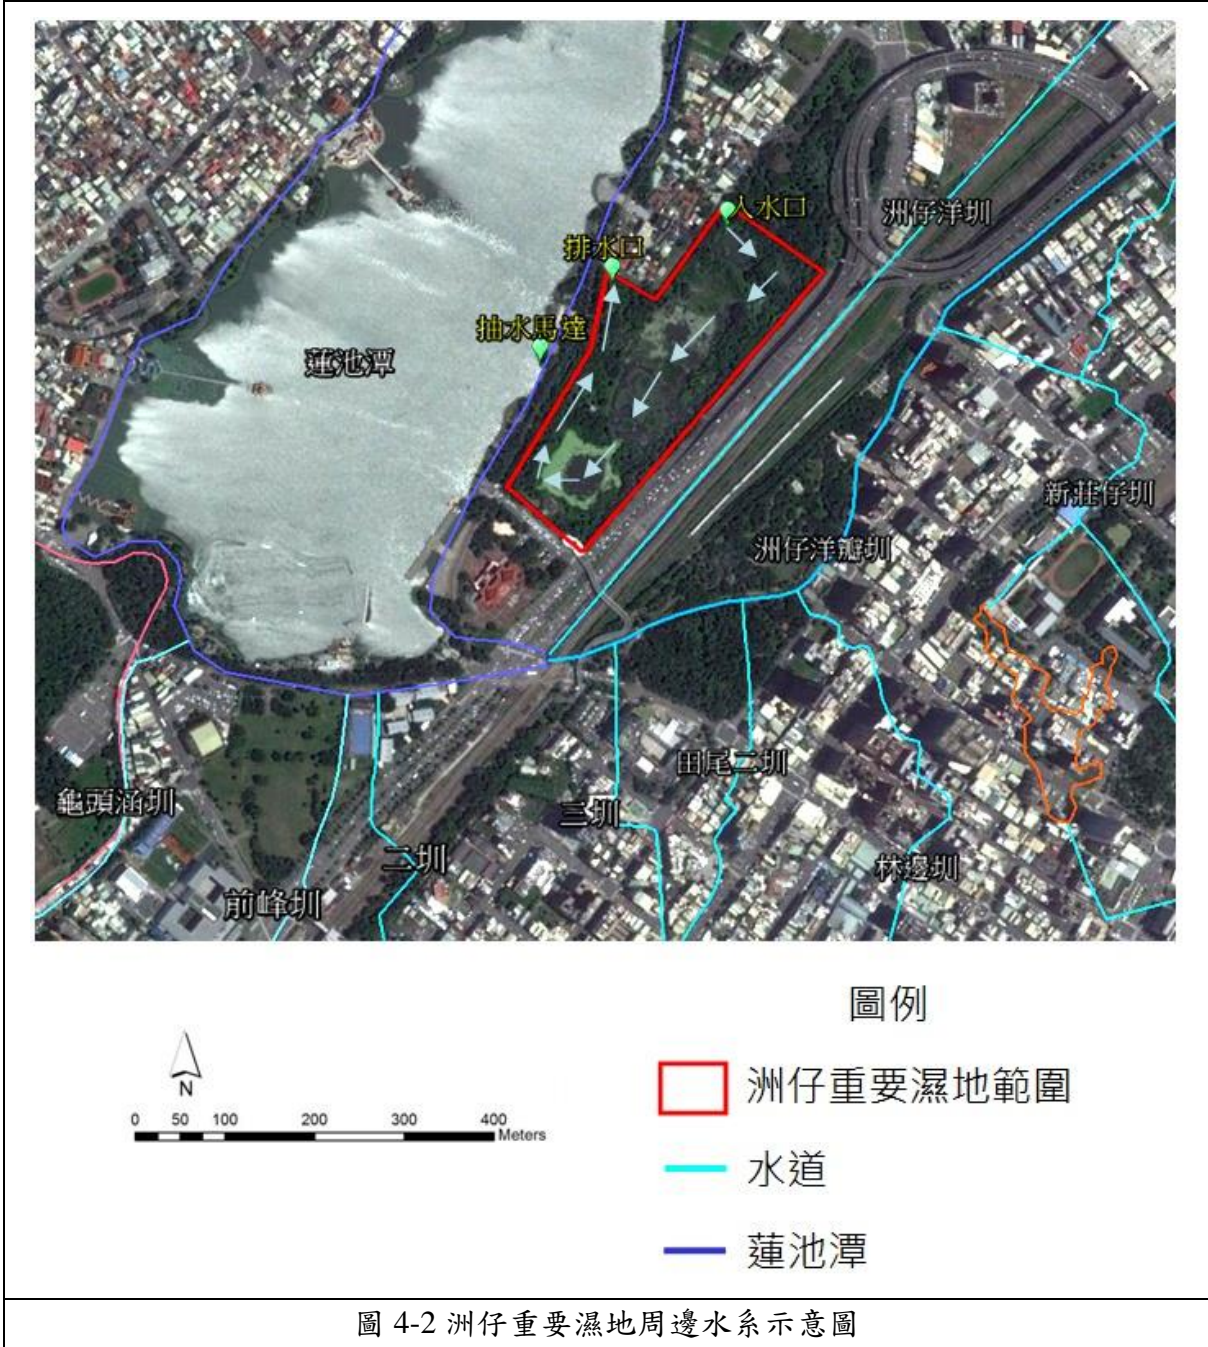 入水口
洲仔洋圳
排水口
抽水馬達
蓮池潭
新莊仔圳
洲仔洋瓣圳
田尾二圳
龜頭涵圳
三圳
二圳
林邊圳
前峰圳
圖例
洲仔重要濕地範圍
N
0 50 100 200 300 400
Meters
水道
蓮池潭
圖 4-2 洲仔重要濕地周邊水系示意圖